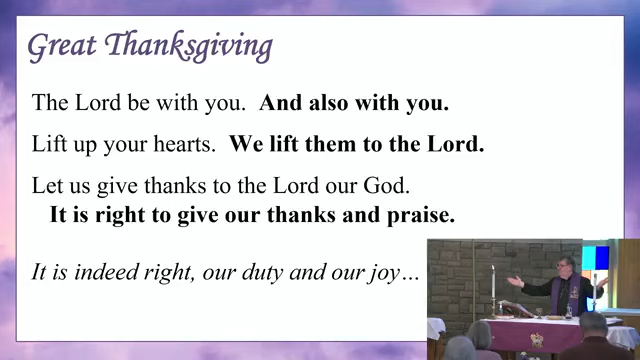 Great Thanksgiving
The Lord be with you. And also with you.
Lift up your hearts. We lift them to the Lord.
Let us give thanks to the Lord our God.
It is right to give our thanks and praise.
It is indeed right, our duty and our joy…